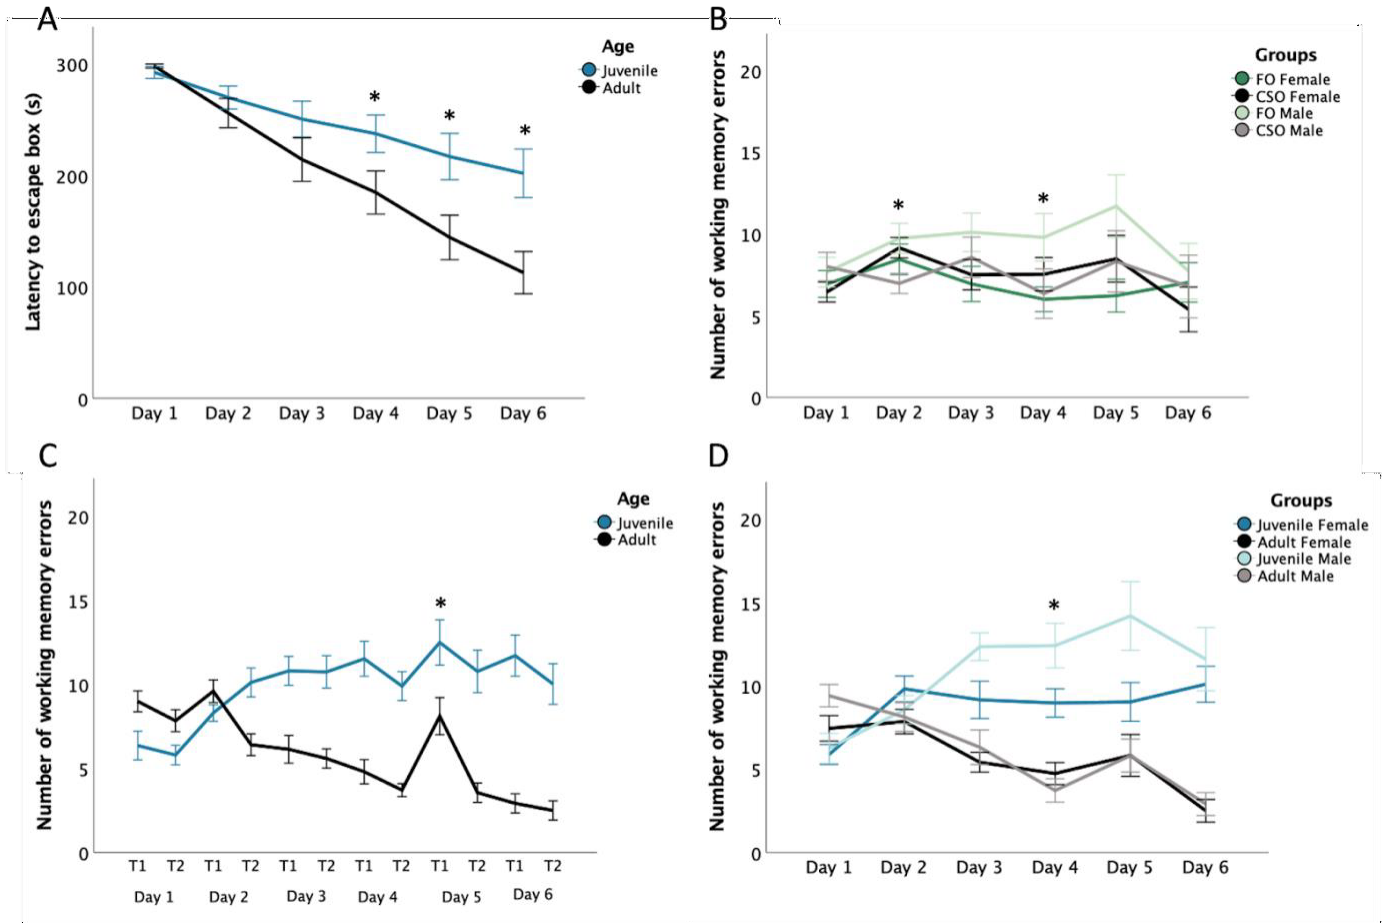 A
Latency to escape box (s)
300
200
100
0
*
*
*
Age
Juvenile
Adult
Day 1 Day 2 Day 3 Day 4 Day 5 Day 6
B
Number of working memory errors
20
15
10
5
0
*
*
Groups
FO Female
CSO Female
FO Male
CSO Male
Day 1 Day 2 Day 3 Day 4 Day 5 Day 6
C
Number of working memory errors
20
15
10
5
0
*
Age
Juvenile
Adult
T1 T2 T1 T2 T1 T2 T1 T2 T1 T2 T1 T2
Day 1 Day 2 Day 3 Day 4 Day 5 Day 6
D
Number of working memory errors
20
15
10
5
0
*
Groups
Juvenile Female
Adult Female
Juvenile Male
Adult Male
Day 1 Day 2 Day 3 Day 4 Day 5 Day 6